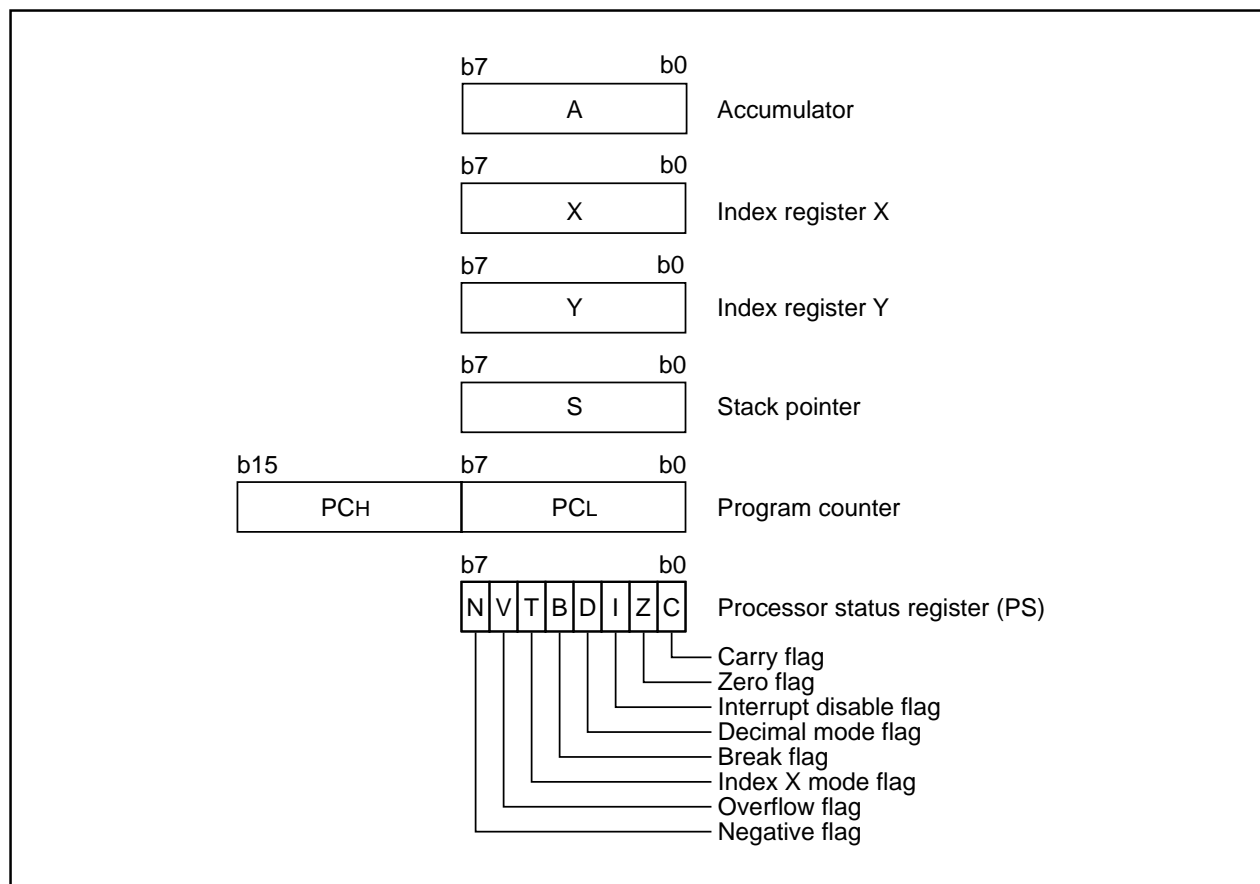 b7 b0
A Accumulator
b7 b0
X Index register X
b7 b0
Y Index register Y
b7 b0
S Stack pointer
b15 b7 b0
PCH PCL Program counter
b7 b0
N V T B D I Z C Processor status register (PS)
Carry flag
Zero flag
Interrupt disable flag
Decimal mode flag
Break flag
Index X mode flag
Overflow flag
Negative flag